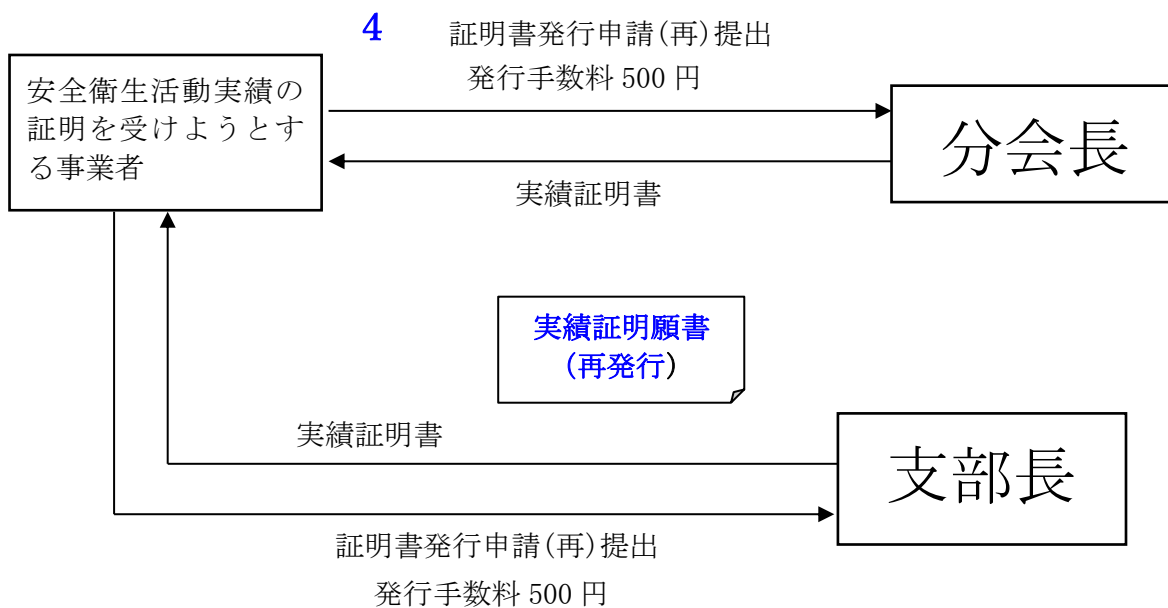 4
証明書発行申請(再)提出
発行手数料 500 円
安全衛生活動実績の
証明を受けようとす
る事業者
分会長
実績証明書
実績証明願書
(再発行)
実績証明書
支部長
証明書発行申請(再)提出
発行手数料 500 円